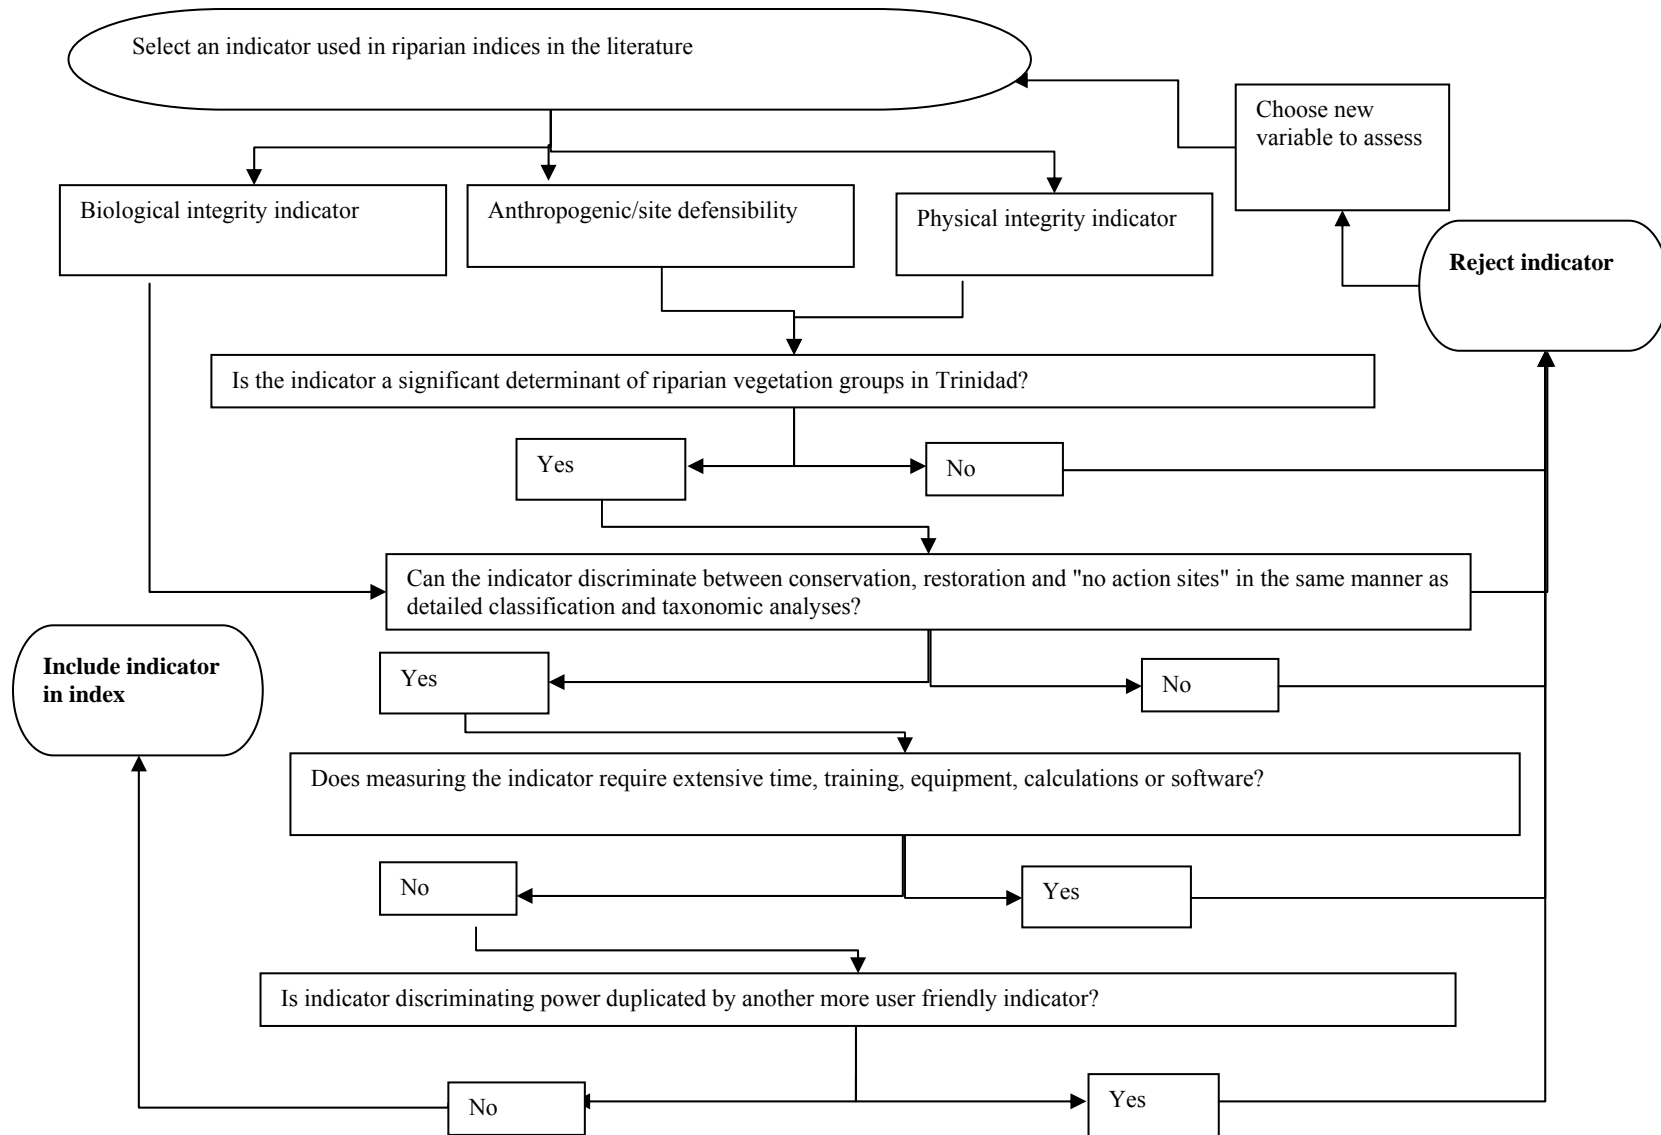 Select an indicator used in riparian indices in the literature
Choose new
variable to assess
Biological integrity indicator
Anthropogenic/site defensibility
Physical integrity indicator
Reject indicator
Is the indicator a significant determinant of riparian vegetation groups in Trinidad?
Yes
No
Can the indicator discriminate between conservation, restoration and "no action sites" in the same manner as
detailed classification and taxonomic analyses?
Include indicator
in index
Yes
No
Does measuring the indicator require extensive time, training, equipment, calculations or software?
No
Yes
Is indicator discriminating power duplicated by another more user friendly indicator?
No
Yes